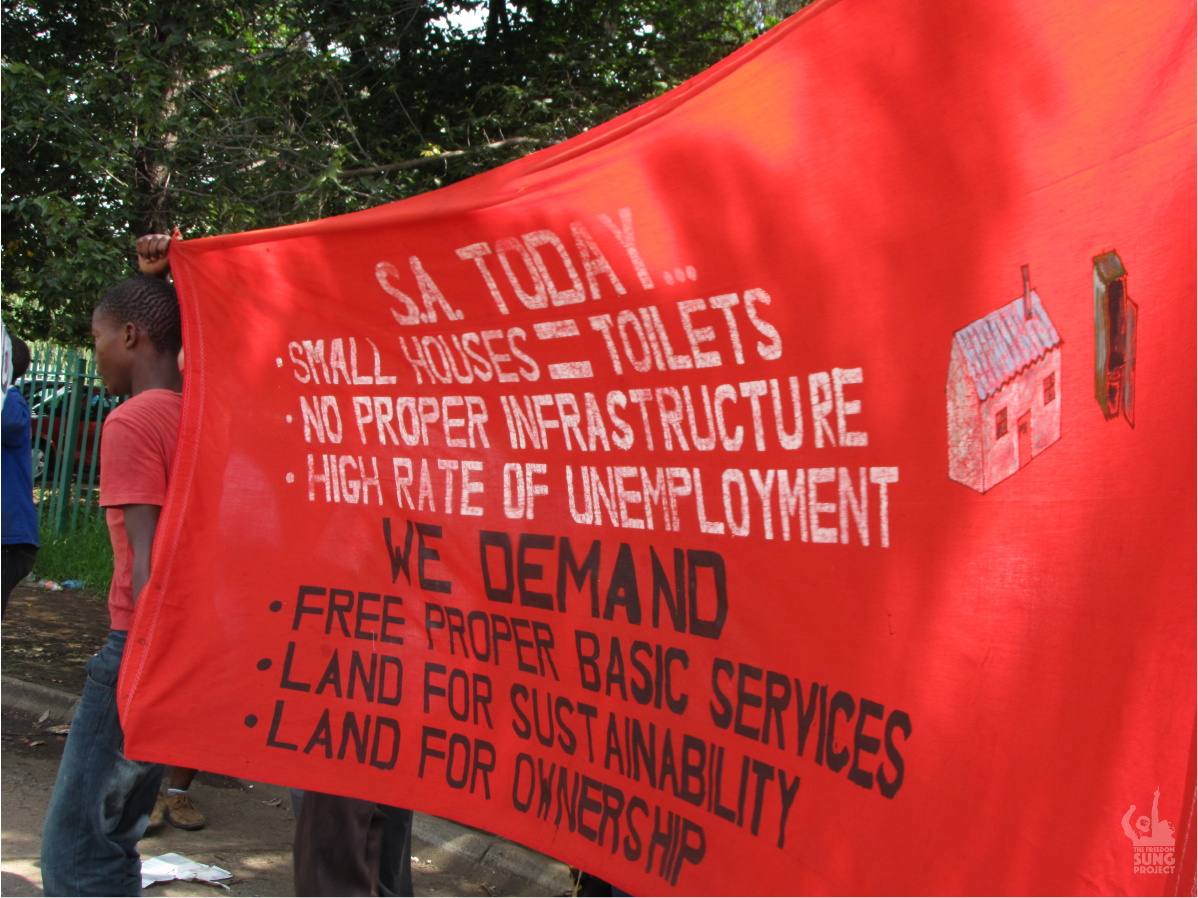 S.A. TODAY...
• SMALL HOUSES = TOILETS
• NO PROPER INFRASTRUCTURE
• HIGH RATE OF UNEMPLOYMENT
WE DEMAND
• FREE PROPER BASIC SERVICES
• LAND FOR SUSTAINABILITY
• LAND FOR OWNERSHIP
THE FREEDOM
SUNG
PROJECT